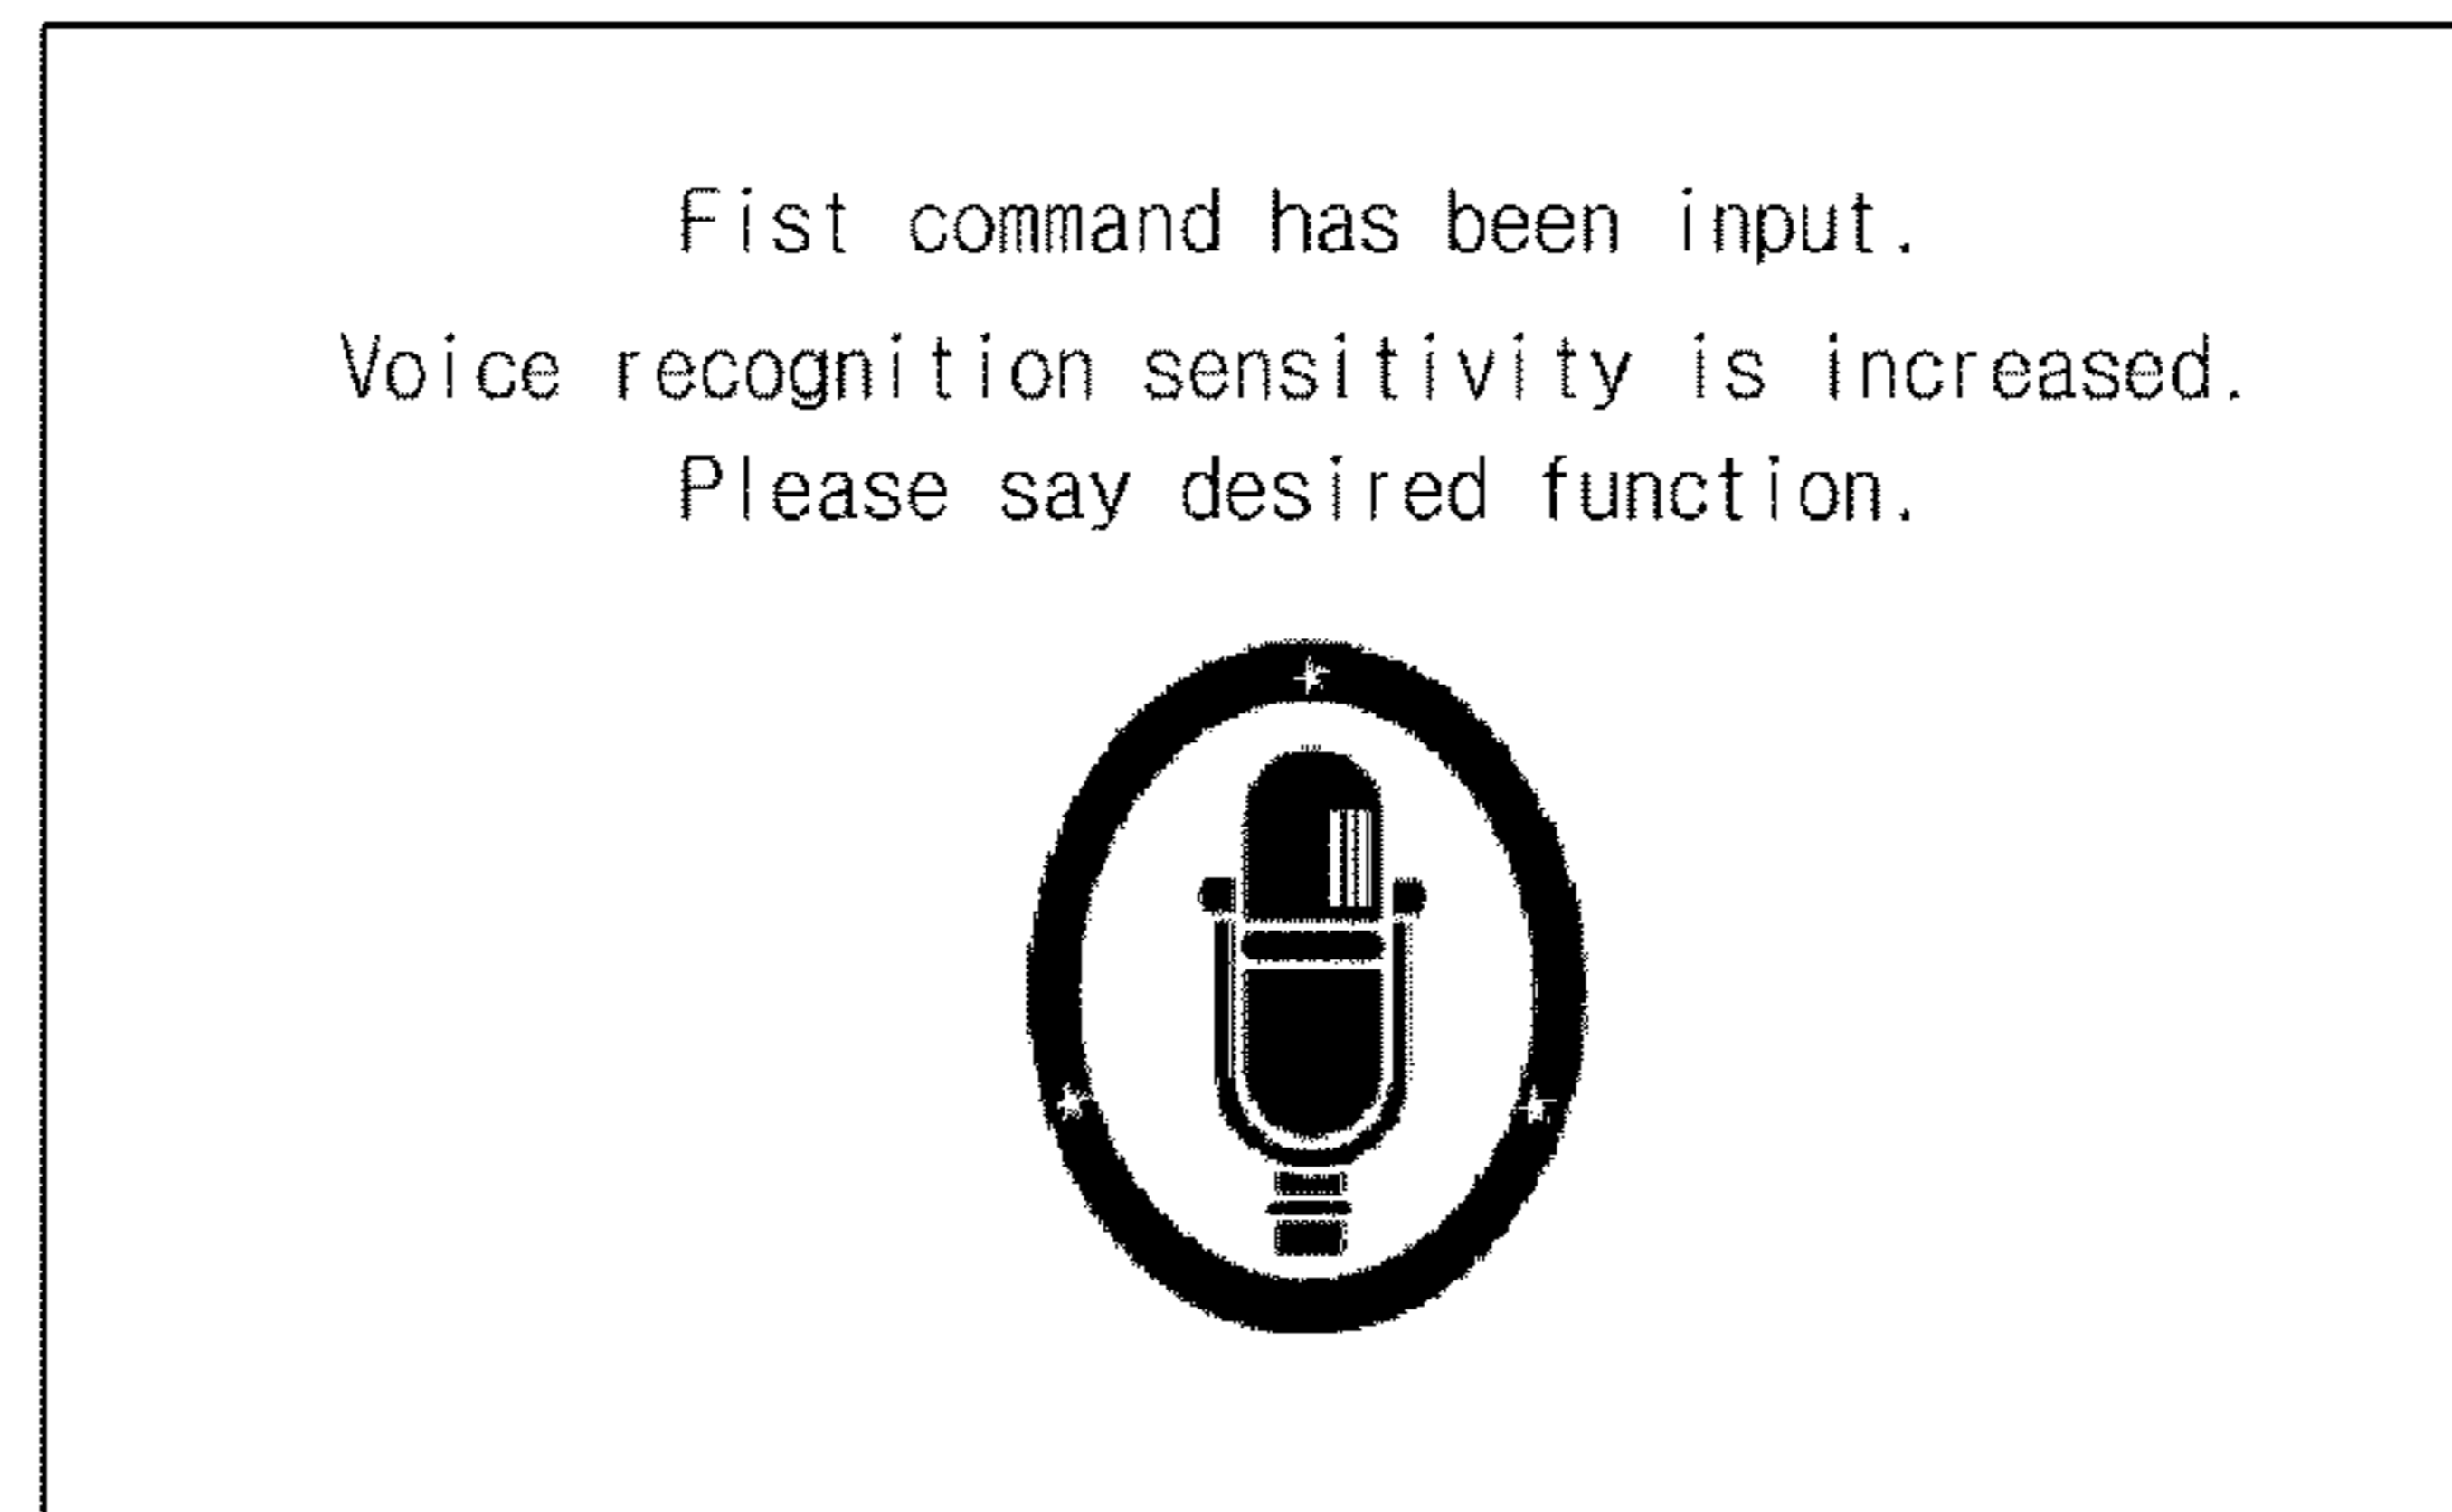 Fist command has been input.
Voice recognition sensitivity is increased.
Please say desired function.